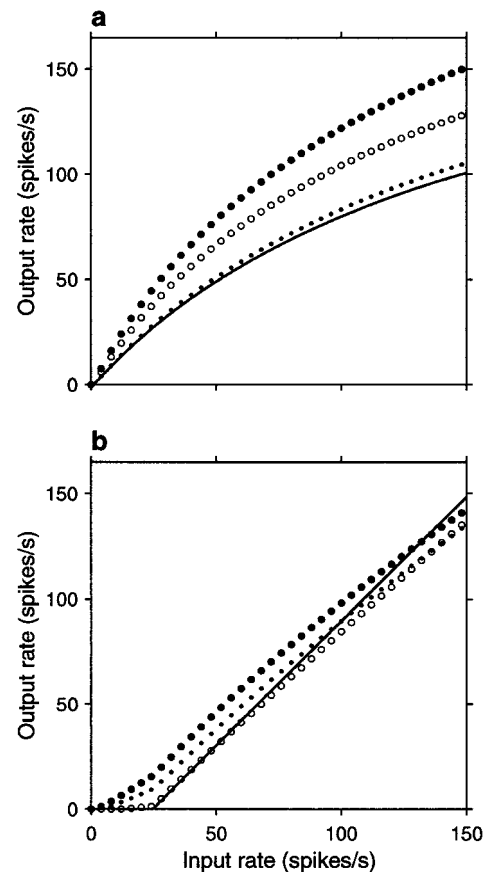 a
150
100
50
0
Output rate (spikes/s)
b
150
100
50
0
Output rate (spikes/s)
0 50 100 150
Input rate (spikes/s)